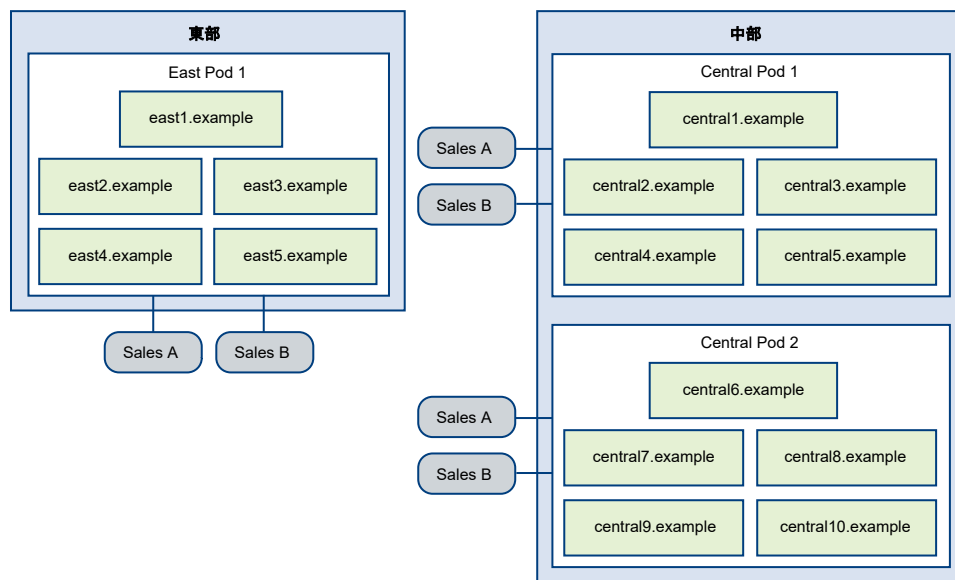 東部
East Pod 1
east1.example
east2.example
east3.example
east4.example
east5.example
Sales A
Sales B
中部
Central Pod 1
central1.example
Sales A
central2.example
central3.example
Sales B
central4.example
central5.example
Central Pod 2
central6.example
Sales A
central7.example
central8.example
Sales B
central9.example
central10.example